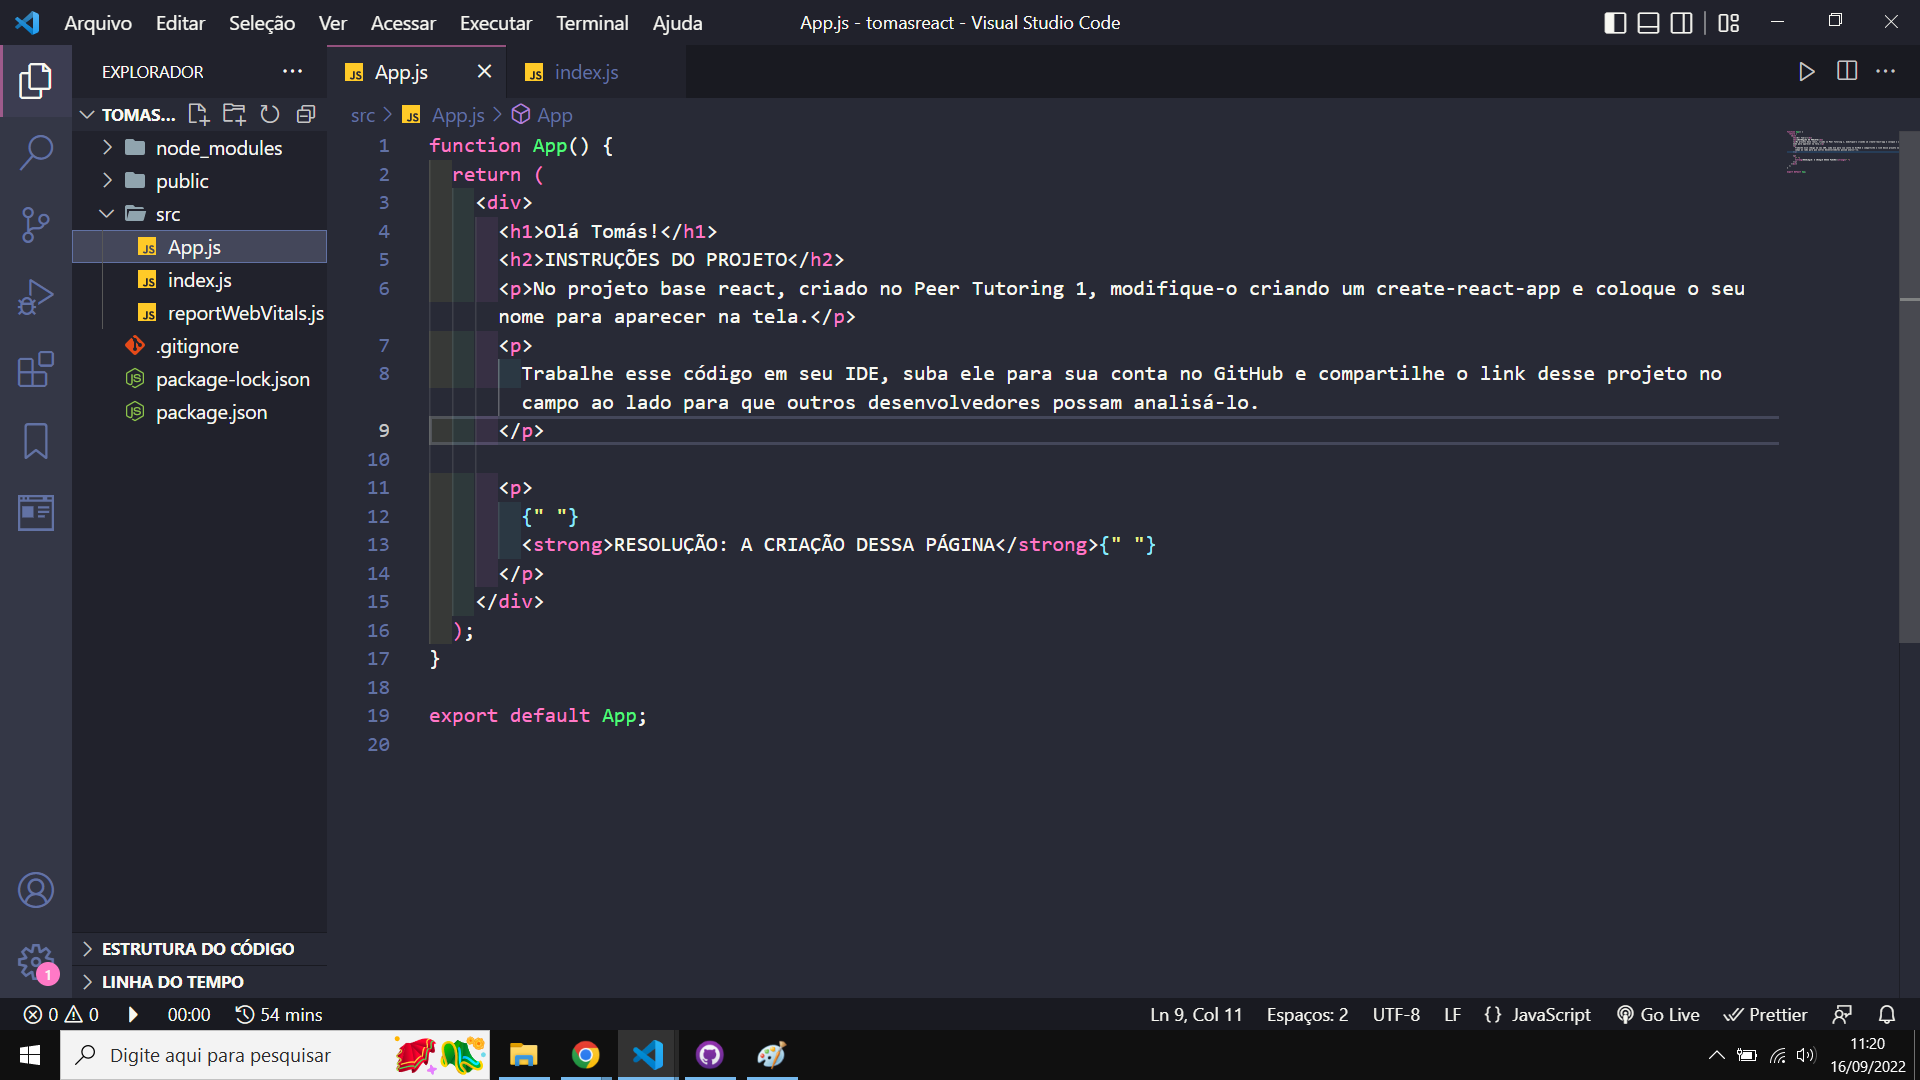 Arquivo Editar Seleção Ver Acessar Executar Terminal Ajuda
App.js - tomasreact - Visual Studio Code
EXPLORADOR
App.js
index.js
TOMAS...
src > App.js > App
node_modules
public
src
App.js
index.js
reportWebVitals.js
.gitignore
package-lock.json
package.json
1 function App() {
2 return (
3 <div>
4 <h1>Olá Tomás!</h1>
5 <h2>INSTRUÇÕES DO PROJETO</h2>
6 <p>No projeto base react, criado no Peer Tutoring 1, modifique-o criando um create-react-app e coloque o seu
nome para aparecer na tela.</p>
7 <p>
8 Trabalhe esse código em seu IDE, suba ele para sua conta no GitHub e compartilhe o link desse projeto no
campo ao lado para que outros desenvolvedores possam analisá-lo.
9 </p>
10
11 <p>
12 {" "}
13 <strong>RESOLUÇÃO: A CRIAÇÃO DESSA PÁGINA</strong>{" "}
14 </p>
15 </div>
16 );
17 }
18
19 export default App;
20
ESTRUTURA DO CÓDIGO
LINHA DO TEMPO
1
0 0 00:00 54 mins
Ln 9, Col 11 Espaços: 2 UTF-8 LF {} JavaScript Go Live Prettier
Digite aqui para pesquisar
11:20
16/09/2022